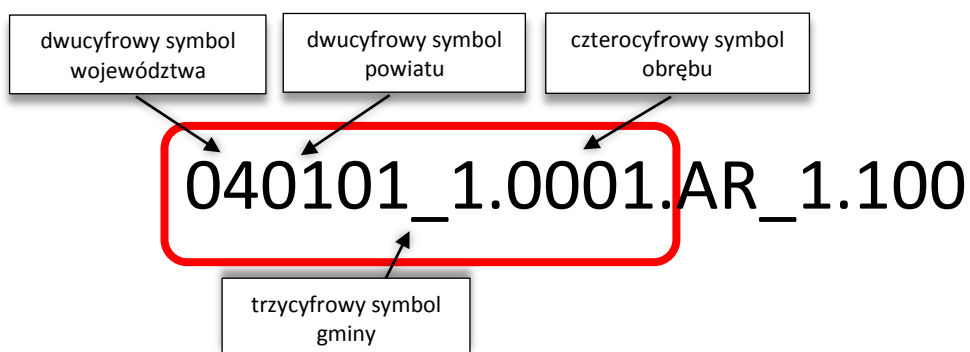 dwucyfrowy symbol
województwa
dwucyfrowy symbol
powiatu
czterocyfrowy symbol
obrębu
040101_1.0001.AR_1.100
trzycyfrowy symbol
gminy